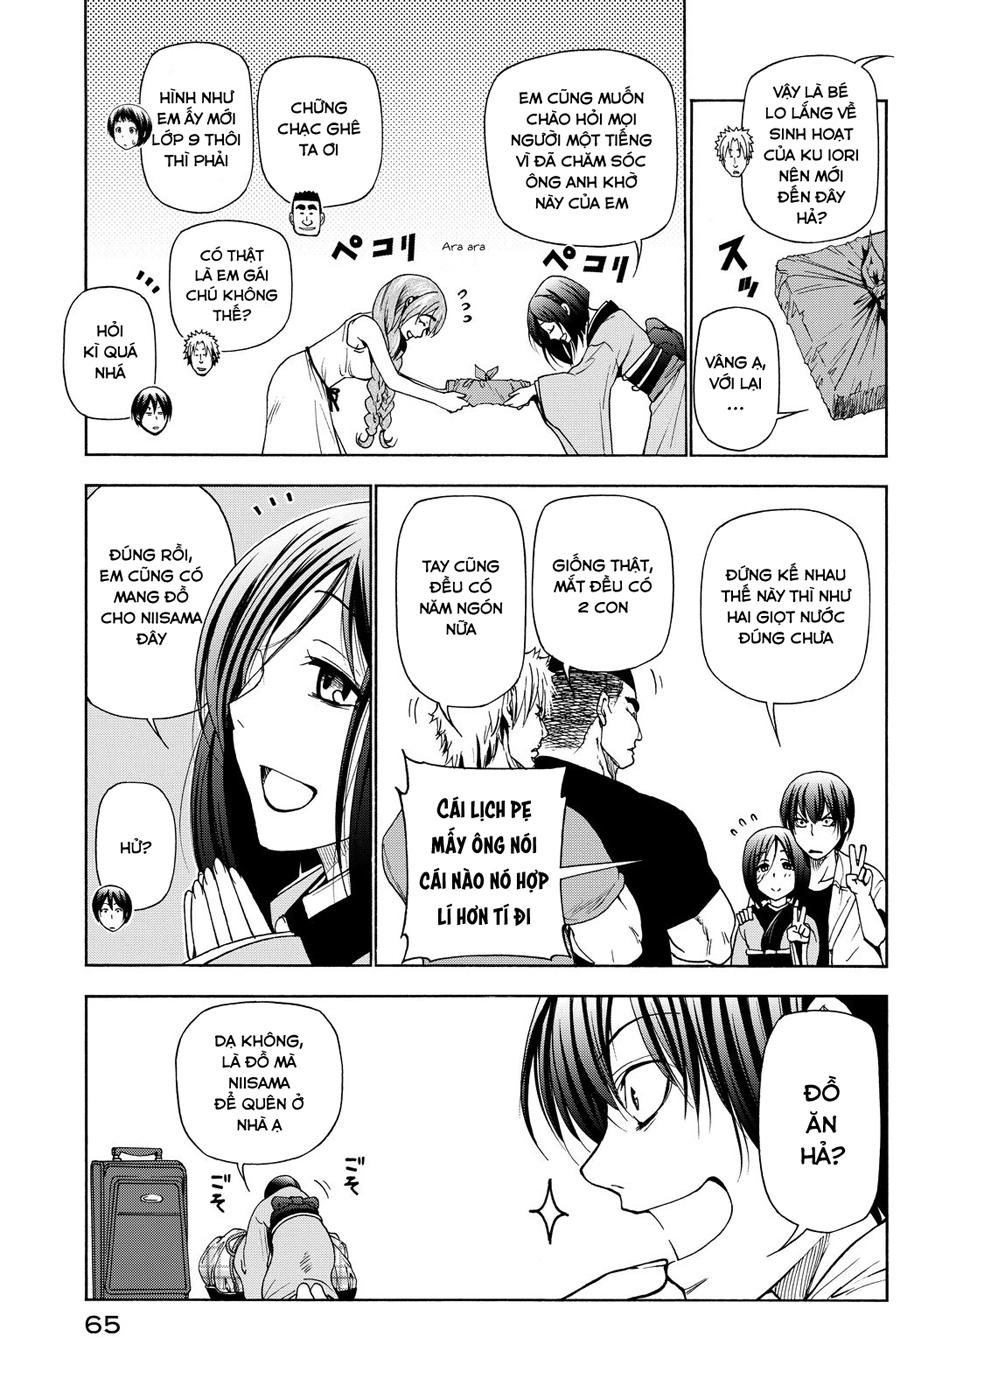 VẬY LÀ BÉ
LO LẮNG VỀ
SINH HOẠT
CỦA KU IORI
NÊN MỚI
ĐẾN ĐÂY
HẢ?
スッ
VÂNG Ạ,
VỚI LẠI
...
EM CŨNG MUỐN
CHÀO HỎI MỌI
NGƯỜI MỘT TIẾNG
VÌ ĐÃ CHĂM SÓC
ÔNG ANH KHỜ
NÀY CỦA EM
ペコリ
Ara ara
ペコリ
CHỮNG
CHẠC GHÊ
TA ƠI
HÌNH NHƯ
EM ẤY MỚI
LỚP 9 THÔI
THÌ PHẢI
CÓ THẬT
LÀ EM GÁI
CHÚ KHÔNG
THẾ?
HỎI
KÌ QUÁ
NHÁ
ĐỨNG KẾ NHAU
THẾ NÀY THÌ NHƯ
HAI GIỌT NƯỚC
ĐÚNG CHƯA
GIỐNG THẬT,
MẮT ĐỀU CÓ
2 CON
TAY CŨNG
ĐỀU CÓ
NĂM NGÓN
NỮA
CÁI LỊCH PẸ
MẤY ÔNG NÓI
CÁI NÀO NÓ HỢP
LÍ HƠN TÍ ĐI
ĐÚNG RỒI,
EM CŨNG CÓ
MANG ĐỒ
CHO NIISAMA
ĐÂY
HỬ?
ĐỒ
ĂN
HẢ?
DẠ KHÔNG,
LÀ ĐỒ MÀ
NIISAMA
ĐỂ QUÊN Ở
NHÀ Ạ
ごそ
ごそ
65